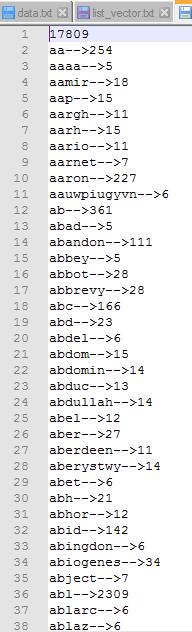 data.txt list_vector.txt
1 17809
2 aa-->254
3 aaaa-->5
4 aamir-->18
5 aap-->15
6 aargh-->11
7 aarh-->15
8 aario-->11
9 aarnet-->7
10 aaron-->227
11 aauwpiugyvn-->6
12 ab-->361
13 abad-->5
14 abandon-->111
15 abbey-->5
16 abbot-->28
17 abbrevy-->28
18 abc-->166
19 abd-->23
20 abdel-->6
21 abdom-->15
22 abdomin-->14
23 abduc-->13
24 abdullah-->14
25 abel-->12
26 aber-->27
27 aberdeen-->11
28 aberystwy-->14
29 abet-->6
30 abh-->21
31 abhor-->12
32 abid-->142
33 abingdon-->6
34 abiogenes-->34
35 abject-->7
36 abl-->2309
37 ablarc-->6
38 ablaz-->6